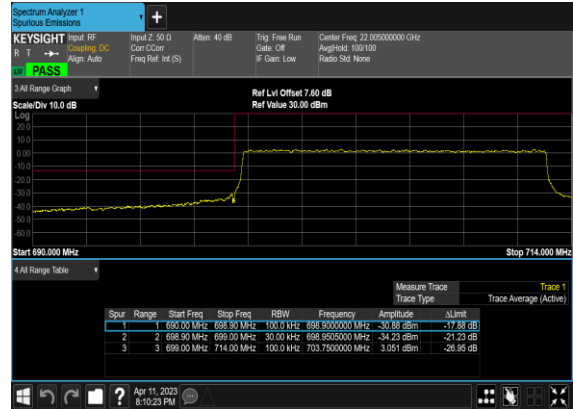 Spectrum Analyzer 1
Spurious Emissions
KEYSIGHT Input: RF Input Z: 50 Ω Atten: 40 dB Trig: Free Run Center Freq: 22.005000000 GHz
R T Coupling: DC Corr CCorr Gate: Off Avg|Hold: 100/100
Align: Auto Freq Ref: Int (S) IF Gain: Low Radio Std: None
PASS
3 All Range Graph
Ref Lvl Offset 7.60 dB
Scale/Div 10.0 dB Ref Value 30.00 dBm
Log
20.0
10.0
0.00
-10.0
-20.0
-30.0
-40.0
-50.0
-60.0
Start 690.000 MHz Stop 714.000 MHz
4 All Range Table
Measure Trace Trace 1
Trace Type Trace Average (Active)
Spur Range Start Freq Stop Freq RBW Frequency Amplitude ΔLimit
1 1 690.00 MHz 698.90 MHz 100.0 kHz 698.9000000 MHz -30.88 dBm -17.88 dB
2 2 698.90 MHz 699.00 MHz 30.00 kHz 698.9505000 MHz -34.23 dBm -21.23 dB
3 3 699.00 MHz 714.00 MHz 100.0 kHz 703.7500000 MHz 3.051 dBm -26.95 dB
? Apr 11, 2023
8:10:23 PM